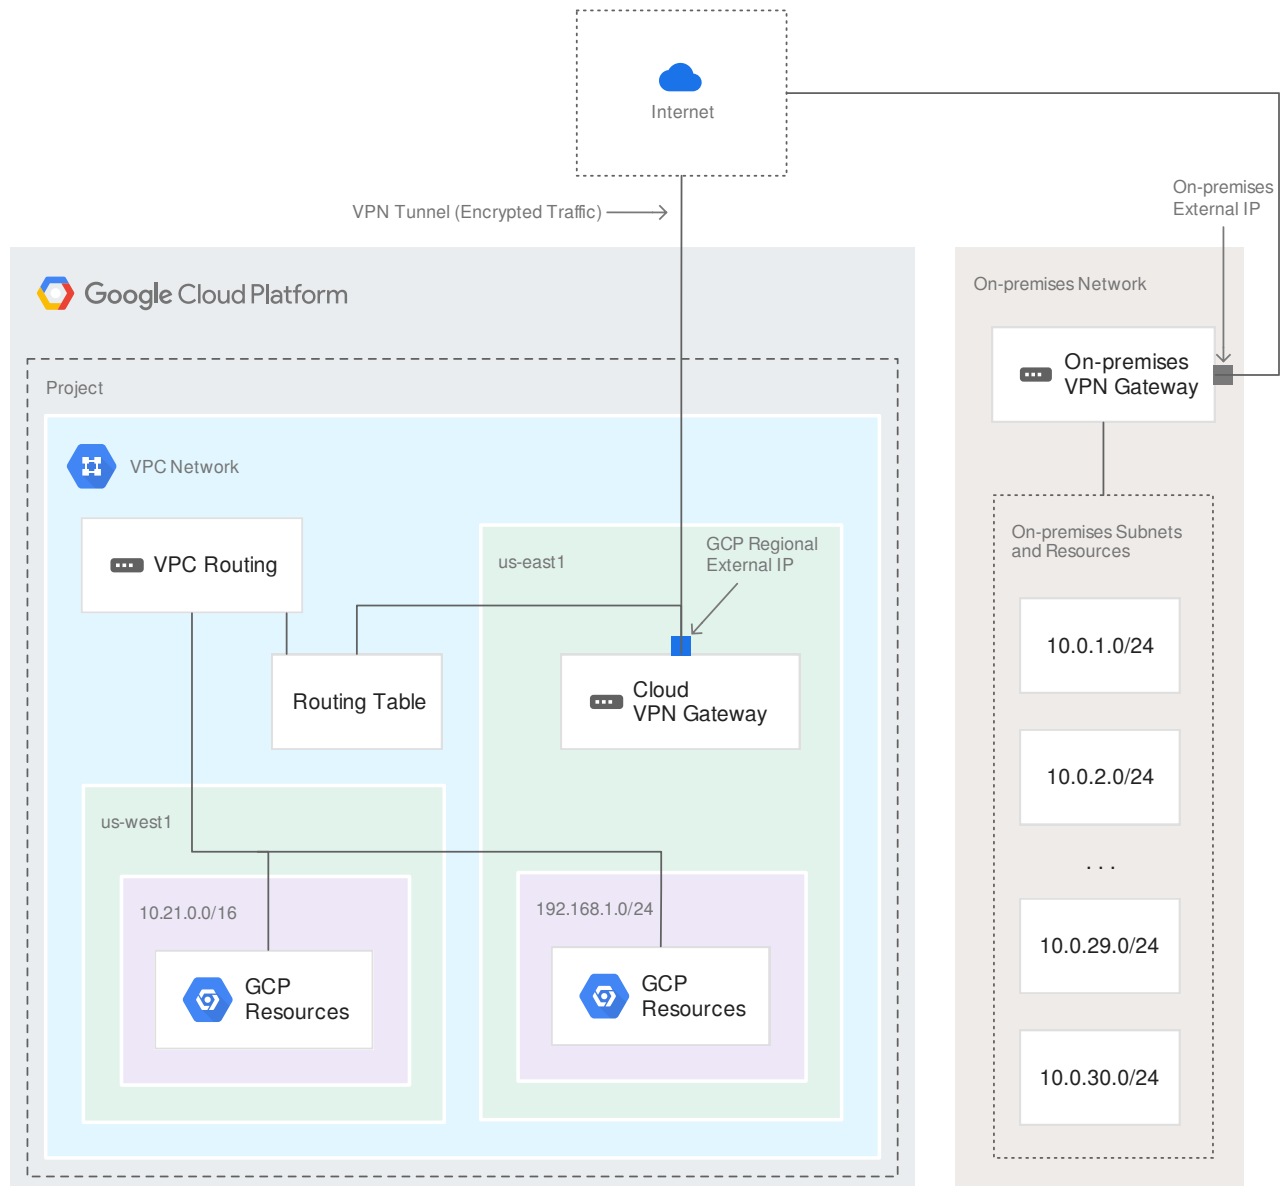 Internet
VPN Tunnel (Encrypted Traffic)
On-premises
External IP
Google Cloud Platform
Project
VPC Network
VPC Routing
Routing Table
us-east1
GCP Regional
External IP
Cloud
VPN Gateway
us-west1
10.21.0.0/16
GCP
Resources
192.168.1.0/24
GCP
Resources
On-premises Network
On-premises
VPN Gateway
On-premises Subnets
and Resources
10.0.1.0/24
10.0.2.0/24
. . .
10.0.29.0/24
10.0.30.0/24